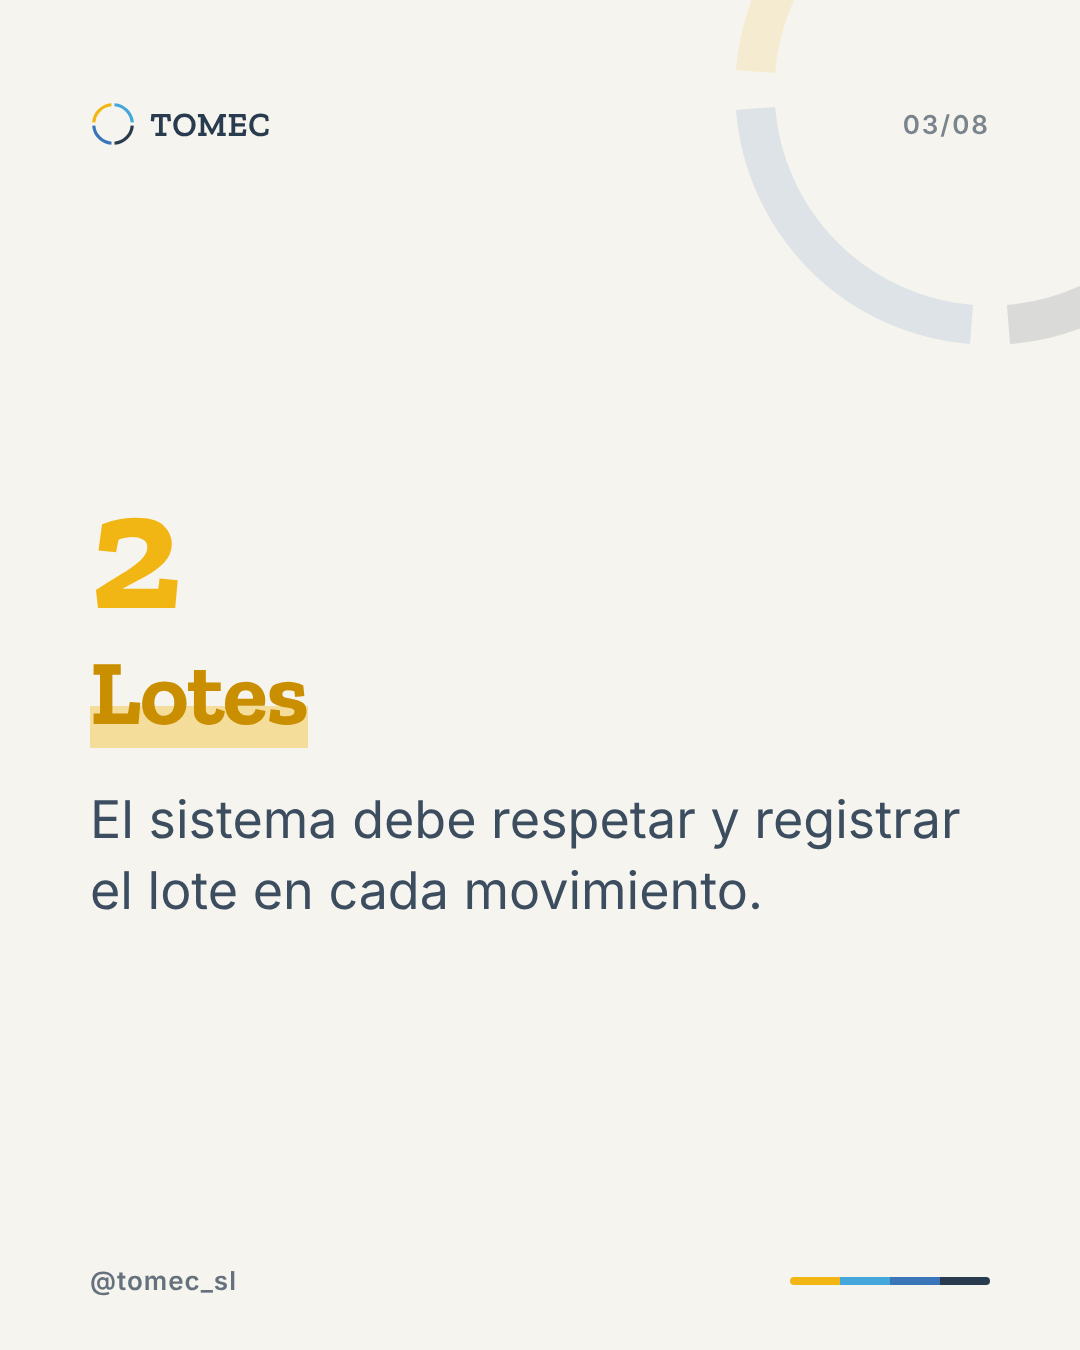 TOMEC
03/08
2
Lotes
El sistema debe respetar y registrar
el lote en cada movimiento.
@tomec_sl